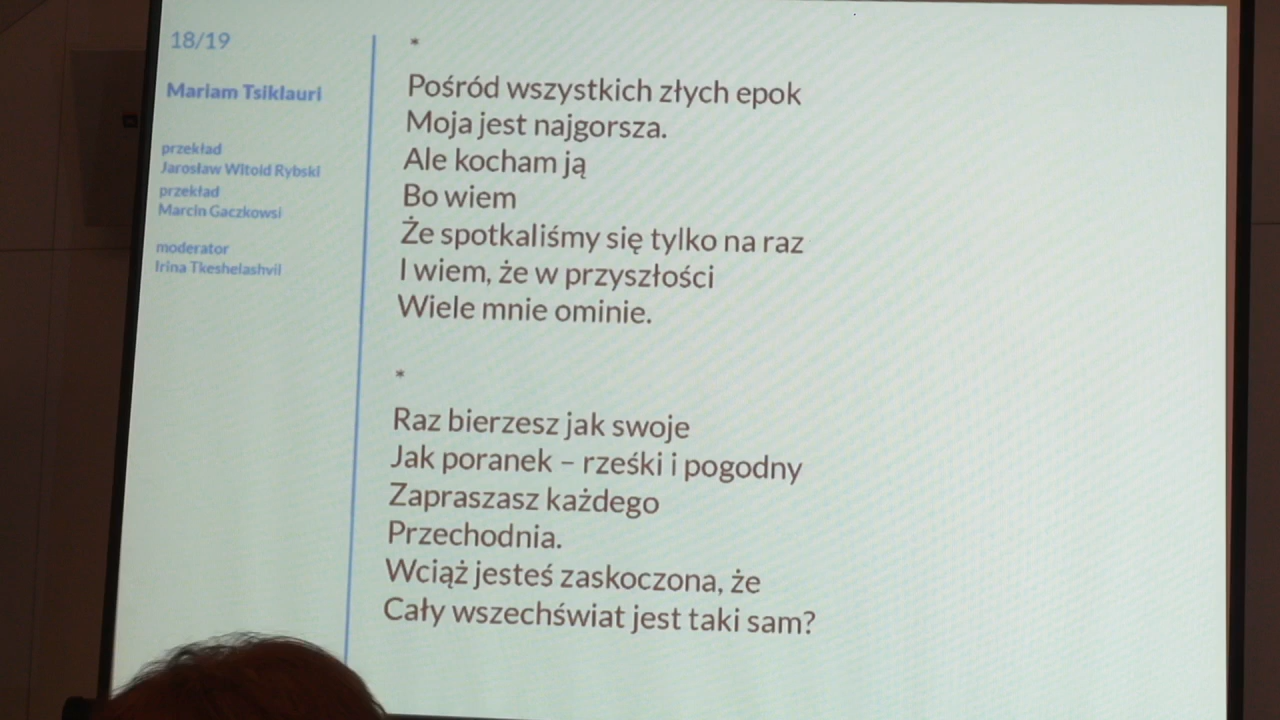 18/19
Mariam Tsiklauri
przekład
Jarosław Witold Rybski
przekład
Marcin Gaczkowsi
moderator
Irina Tkeshelashvil
*
Pośród wszystkich złych epok
Moja jest najgorsza.
Ale kocham ją
Bo wiem
Że spotkaliśmy się tylko na raz
I wiem, że w przyszłości
Wiele mnie ominie.
*
Raz bierzesz jak swoje
Jak poranek – rześki i pogodny
Zapraszasz każdego
Przechodnia.
Wciąż jesteś zaskoczona, że
Cały wszechświat jest taki sam?